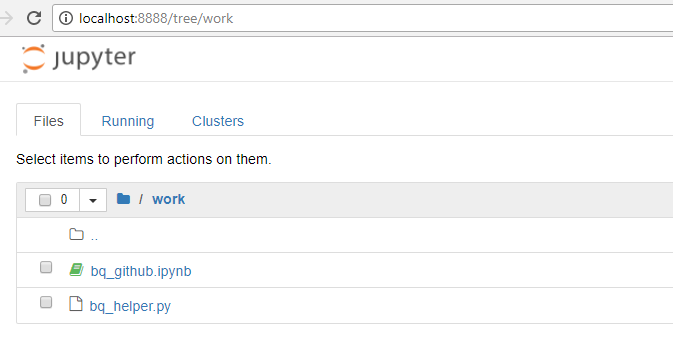 localhost:8888/tree/work
jupyter
Files Running Clusters
Select items to perform actions on them.
0 / work
..
bq_github.ipynb
bq_helper.py